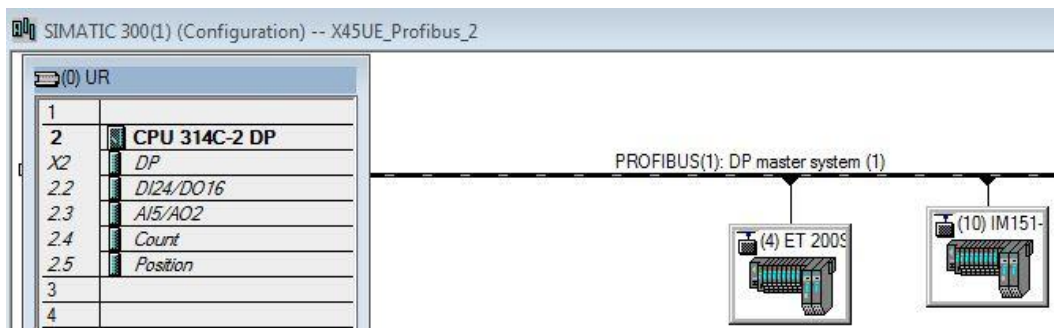 SIMATIC 300(1) (Configuration) -- X45UE_Profibus_2
(0) UR
1
2 CPU 314C-2 DP
X2 DP
2.2 DI24/DO16
2.3 AI5/AO2
2.4 Count
2.5 Position
3
4
PROFIBUS(1): DP master system (1)
(4) ET 200S
(10) IM151-